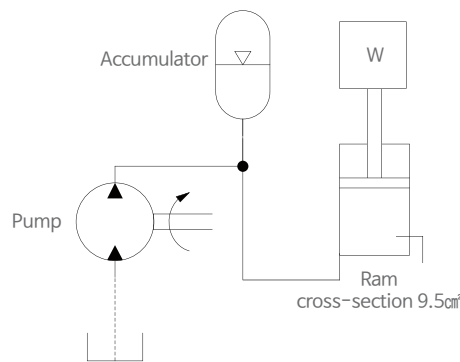 Accumulator
W
Pump
Ram
cross-section 9.5㎠